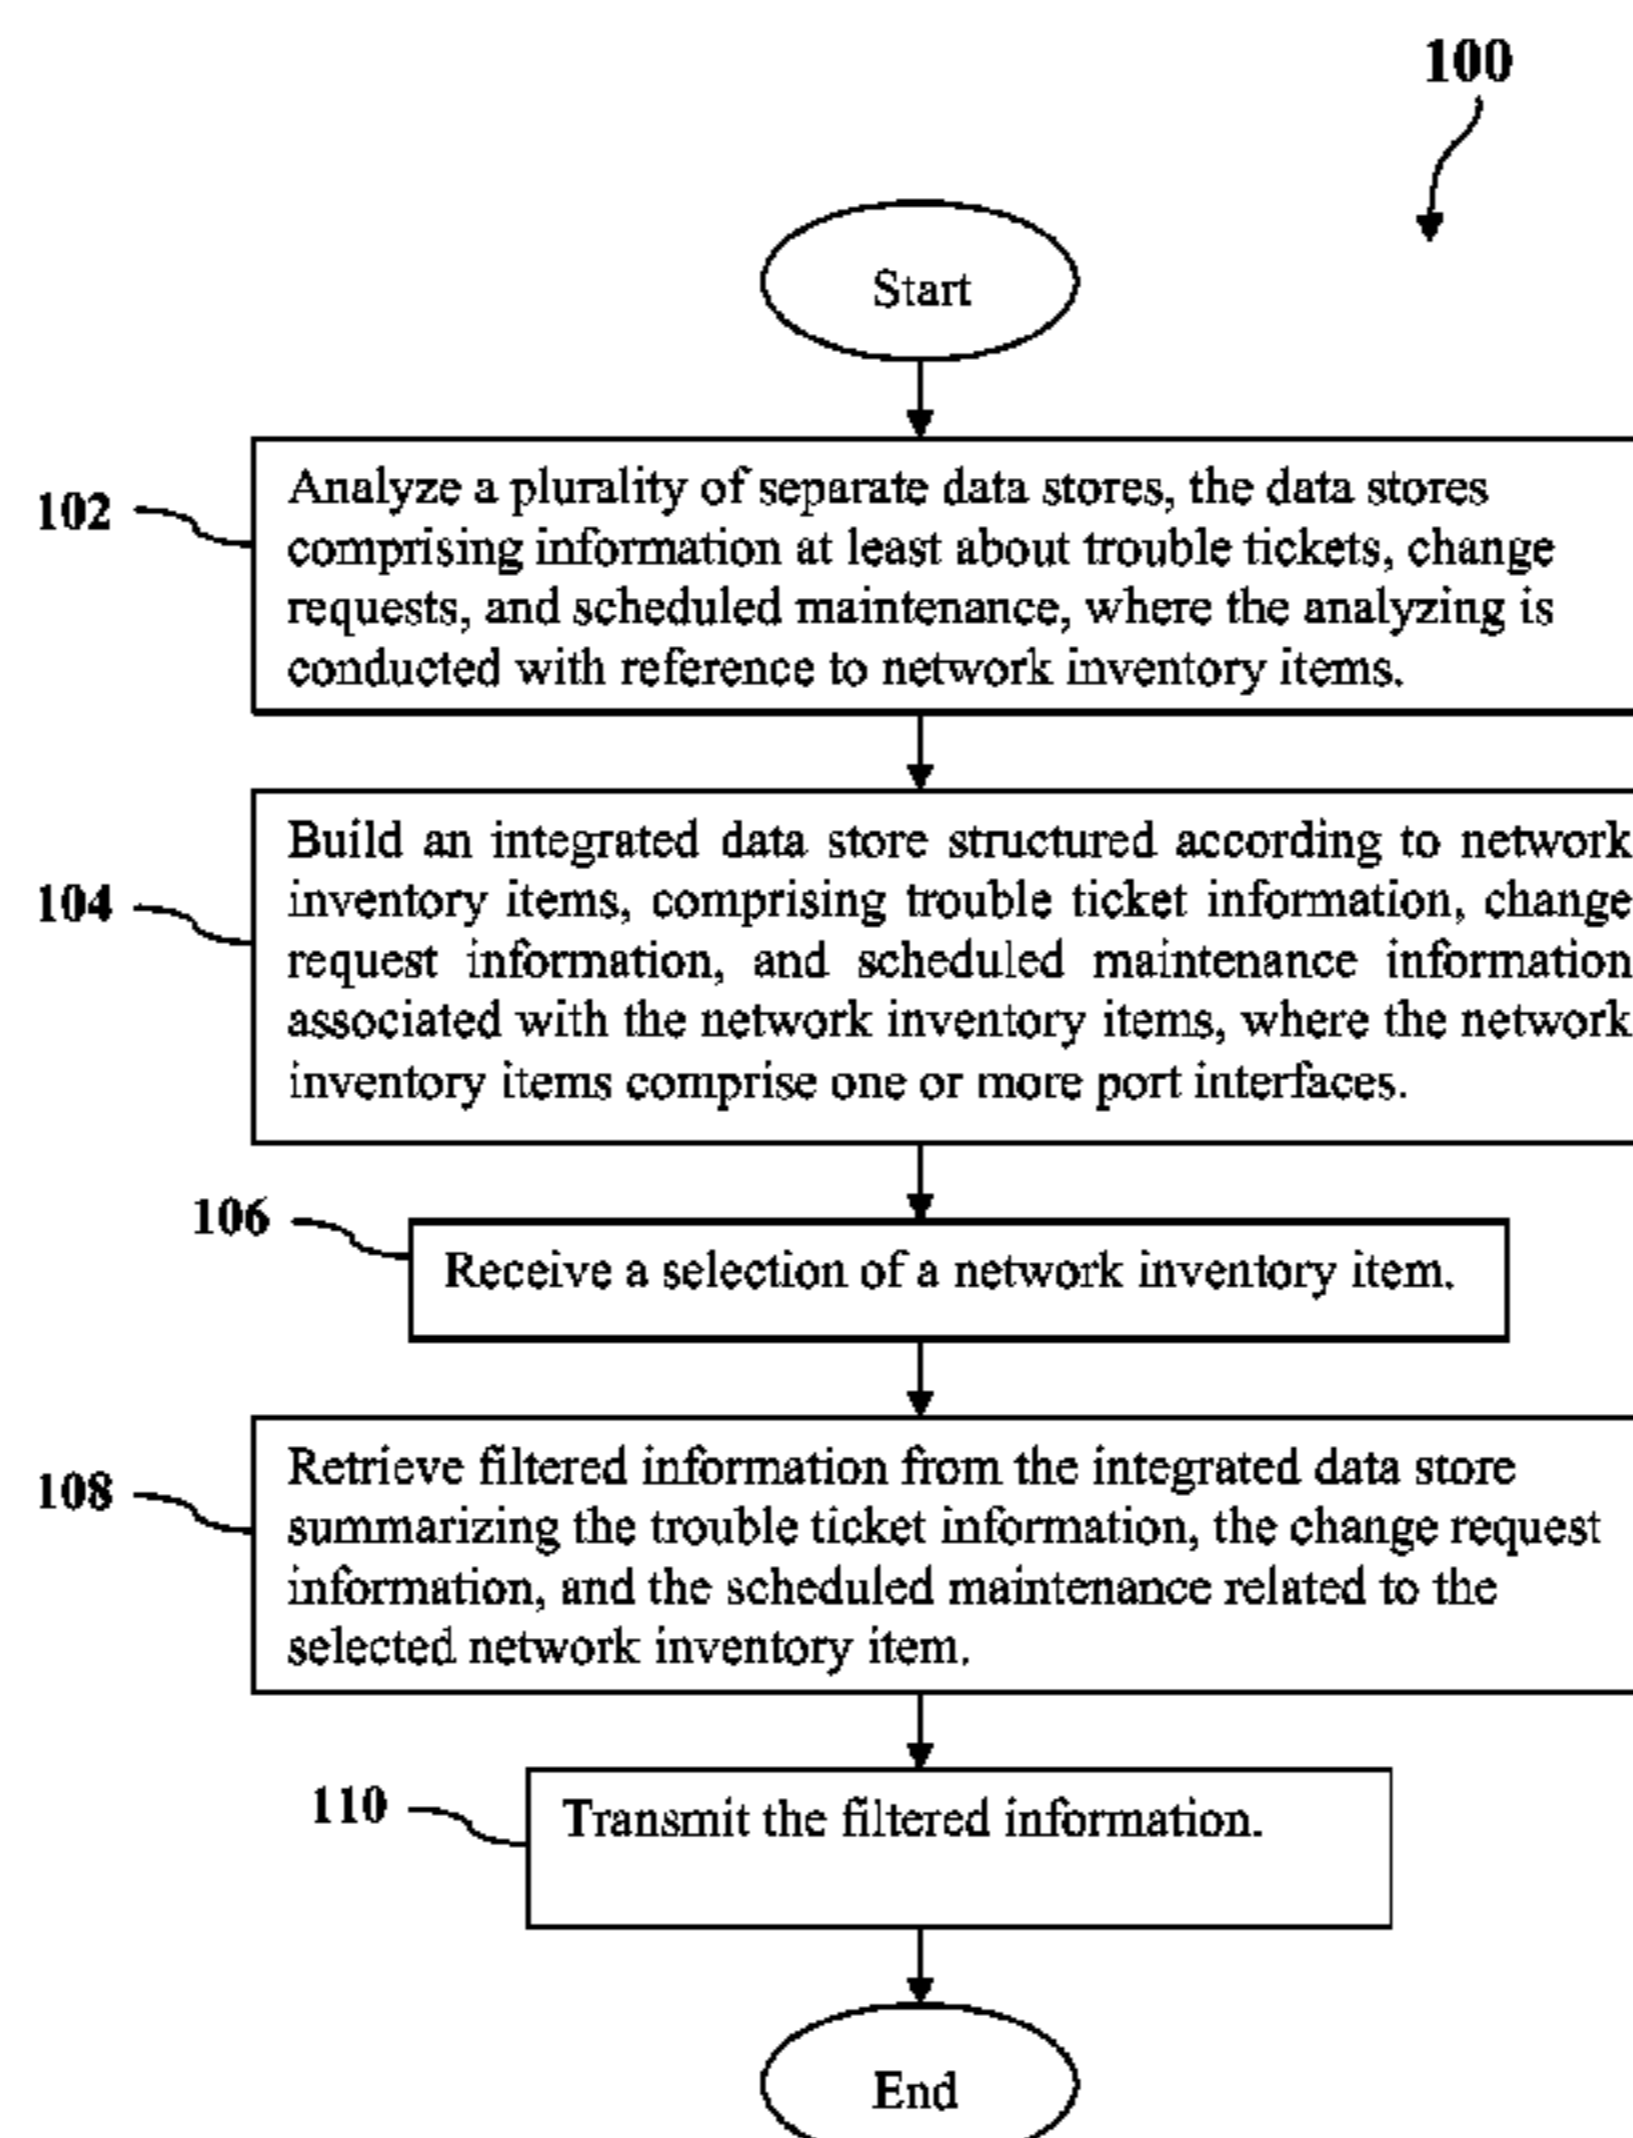 100
Start
102
Analyze a plurality of separate data stores, the data stores
comprising information at least about trouble tickets, change
requests, and scheduled maintenance, where the analyzing is
conducted with reference to network inventory items.
104
Build an integrated data store structured according to network
inventory items, comprising trouble ticket information, change
request information, and scheduled maintenance information
associated with the network inventory items, where the network
inventory items comprise one or more port interfaces.
106
Receive a selection of a network inventory item.
108
Retrieve filtered information from the integrated data store
summarizing the trouble ticket information, the change request
information, and the scheduled maintenance related to the
selected network inventory item.
110
Transmit the filtered information.
End